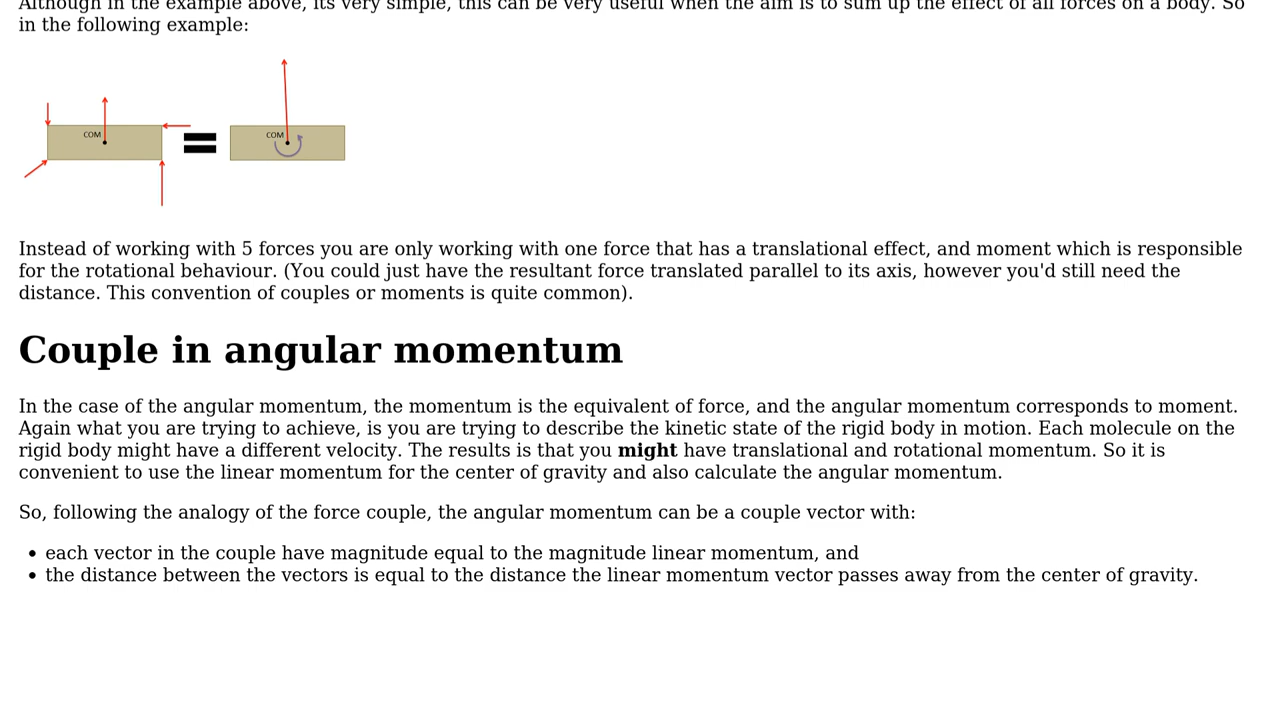 Although in the example above, its very simple, this can be very useful when the aim is to sum up the effect of all forces on a body. So
in the following example:
COM
COM
Instead of working with 5 forces you are only working with one force that has a translational effect, and moment which is responsible
for the rotational behaviour. (You could just have the resultant force translated parallel to its axis, however you'd still need the
distance. This convention of couples or moments is quite common).
Couple in angular momentum
In the case of the angular momentum, the momentum is the equivalent of force, and the angular momentum corresponds to moment.
Again what you are trying to achieve, is you are trying to describe the kinetic state of the rigid body in motion. Each molecule on the
rigid body might have a different velocity. The results is that you might have translational and rotational momentum. So it is
convenient to use the linear momentum for the center of gravity and also calculate the angular momentum.
So, following the analogy of the force couple, the angular momentum can be a couple vector with:
• each vector in the couple have magnitude equal to the magnitude linear momentum, and
• the distance between the vectors is equal to the distance the linear momentum vector passes away from the center of gravity.